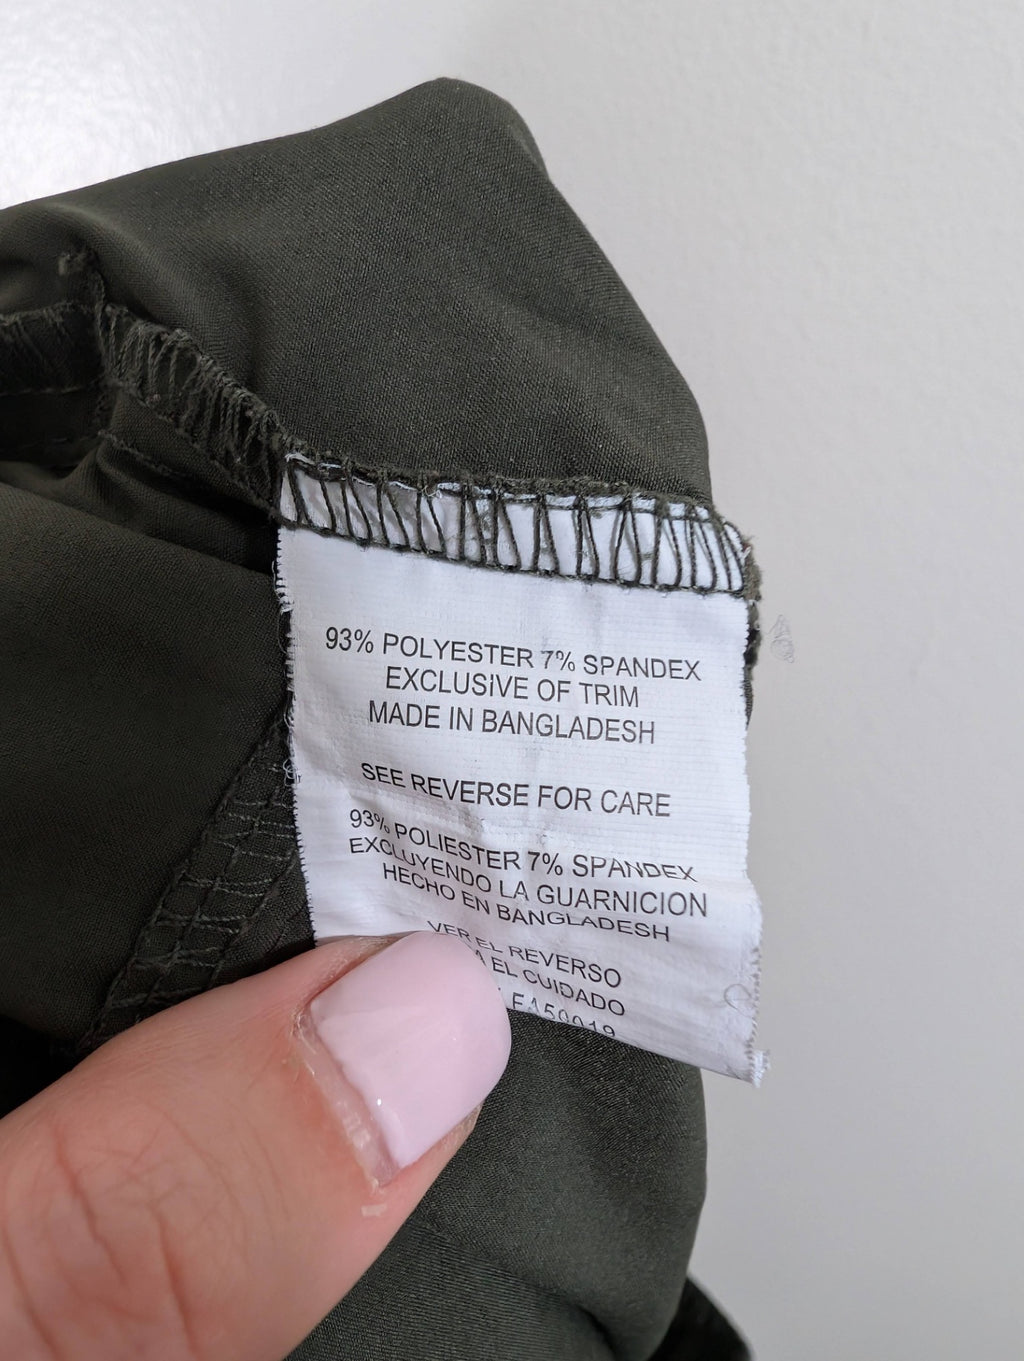 93% POLYESTER 7% SPANDEX
EXCLUSIVE OF TRIM
MADE IN BANGLADESH
SEE REVERSE FOR CARE
93% POLIESTER 7% SPANDEX
EXCLUYENDO LA GUARNICION
HECHO EN BANGLADESH
VER EL REVERSO
EL CUIDADO
FA50019